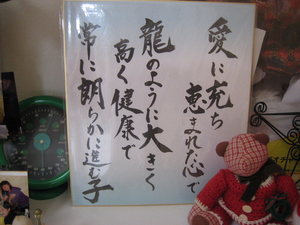 愛に充ち
恵まれた心で
龍のように大きく
高く健康で
常に朗らかに進む子